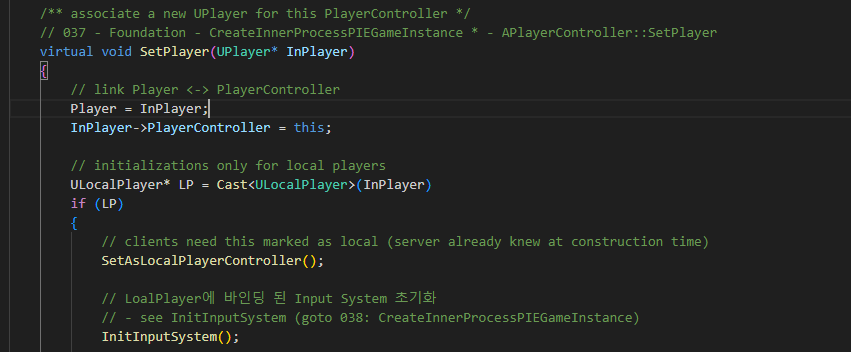 /** associate a new UPlayer for this PlayerController */
// 037 - Foundation - CreateInnerProcessPIEGameInstance * - APlayerController::SetPlayer
virtual void SetPlayer(UPlayer* InPlayer)
{
// link Player <-> PlayerController
Player = InPlayer;
InPlayer->PlayerController = this;
// initializations only for local players
ULocalPlayer* LP = Cast<ULocalPlayer>(InPlayer)
if (LP)
{
// clients need this marked as local (server already knew at construction time)
SetAsLocalPlayerController();
// LoalPlayer에 바인딩 된 Input System 초기화
// - see InitInputSystem (goto 038: CreateInnerProcessPIEGameInstance)
InitInputSystem();